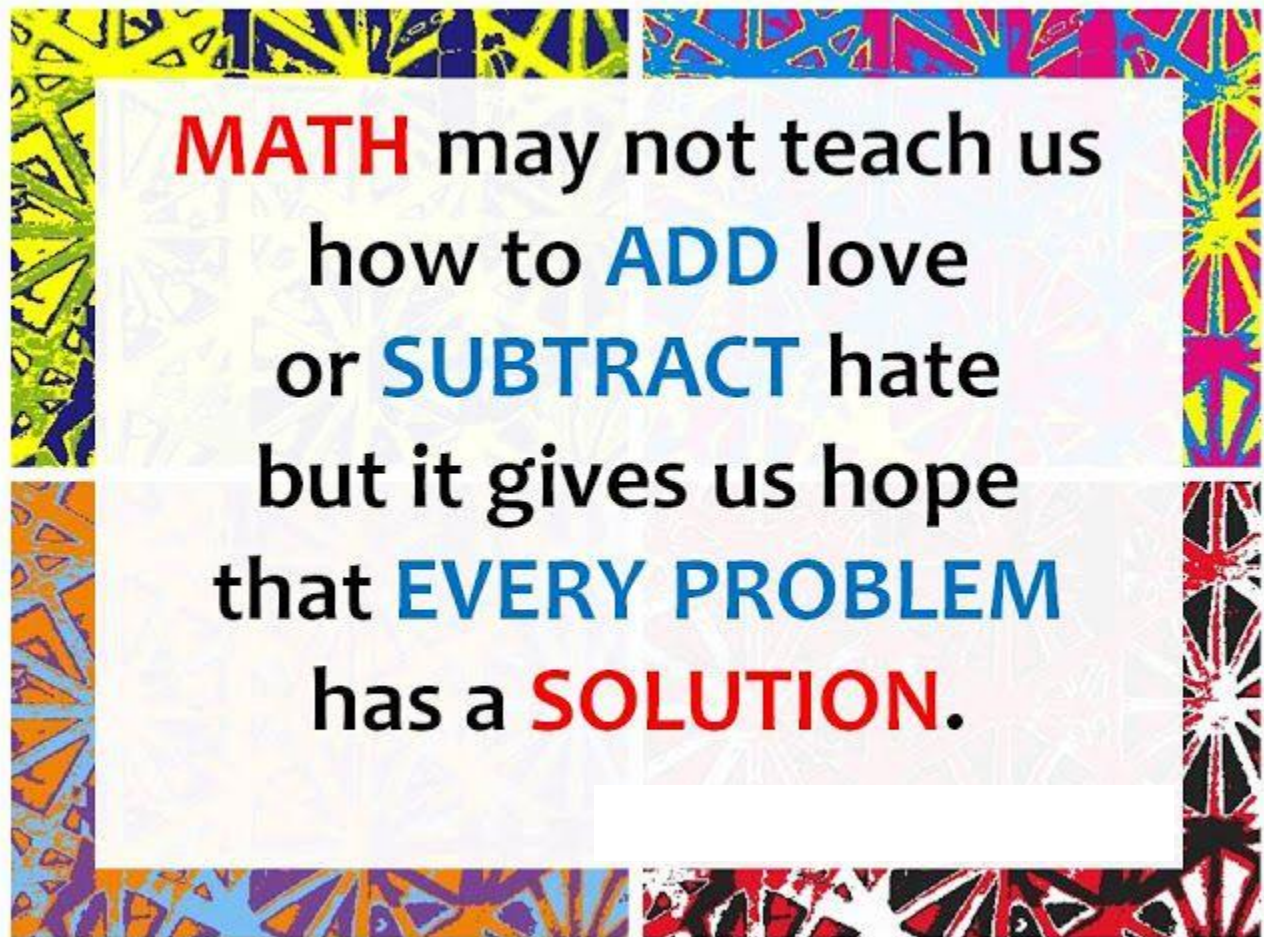 MATH may not teach us
how to ADD love
or SUBTRACT hate
but it gives us hope
that EVERY PROBLEM
has a SOLUTION.